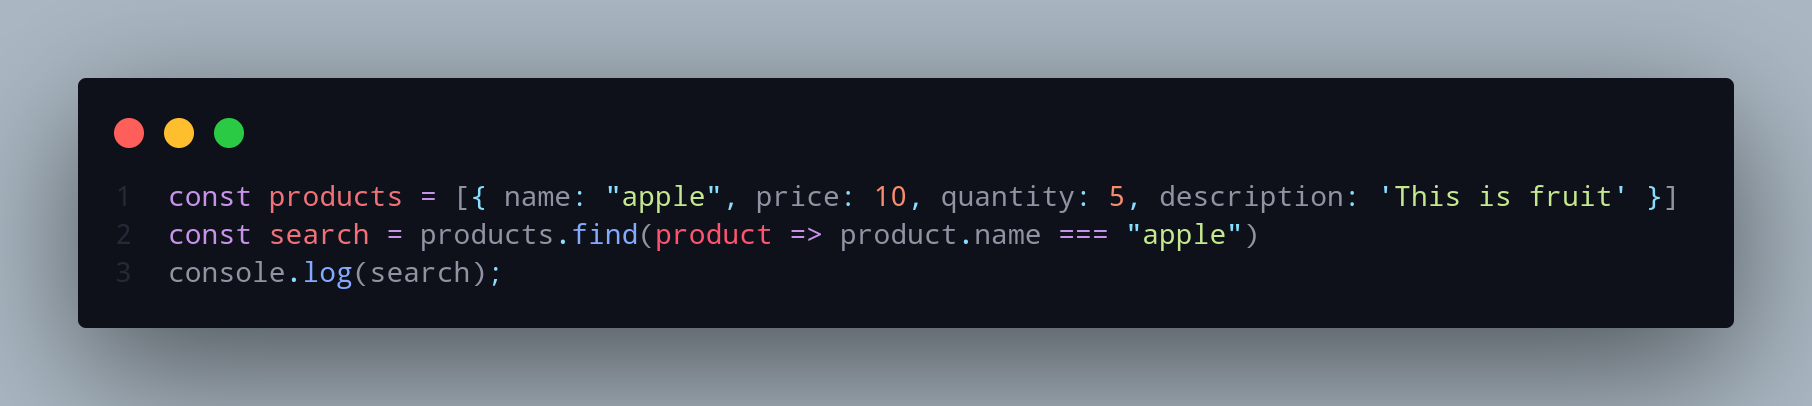 1 const products = [{ name: "apple", price: 10, quantity: 5, description: 'This is fruit' }]
2 const search = products.find(product => product.name === "apple")
3 console.log(search);